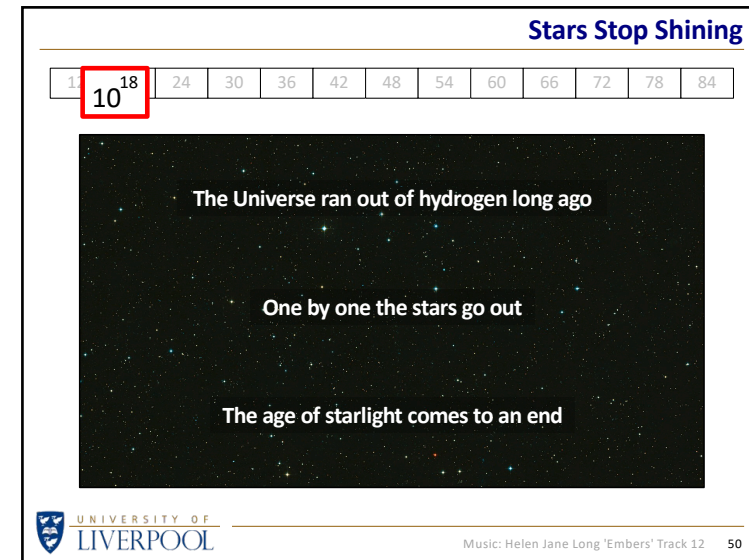 Stars Stop Shining
12 10^18 24 30 36 42 48 54 60 66 72 78 84
The Universe ran out of hydrogen long ago
One by one the stars go out
The age of starlight comes to an end
UNIVERSITY OF
LIVERPOOL
Music: Helen Jane Long 'Embers' Track 12 50